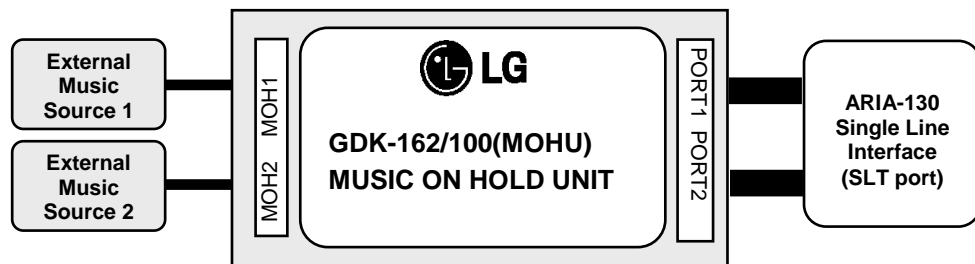 External
Music
Source 1
External
Music
Source 2
MOH1
MOH2
LG
GDK-162/100(MOHU)
MUSIC ON HOLD UNIT
PORT1
PORT2
ARIA-130
Single Line
Interface
(SLT port)